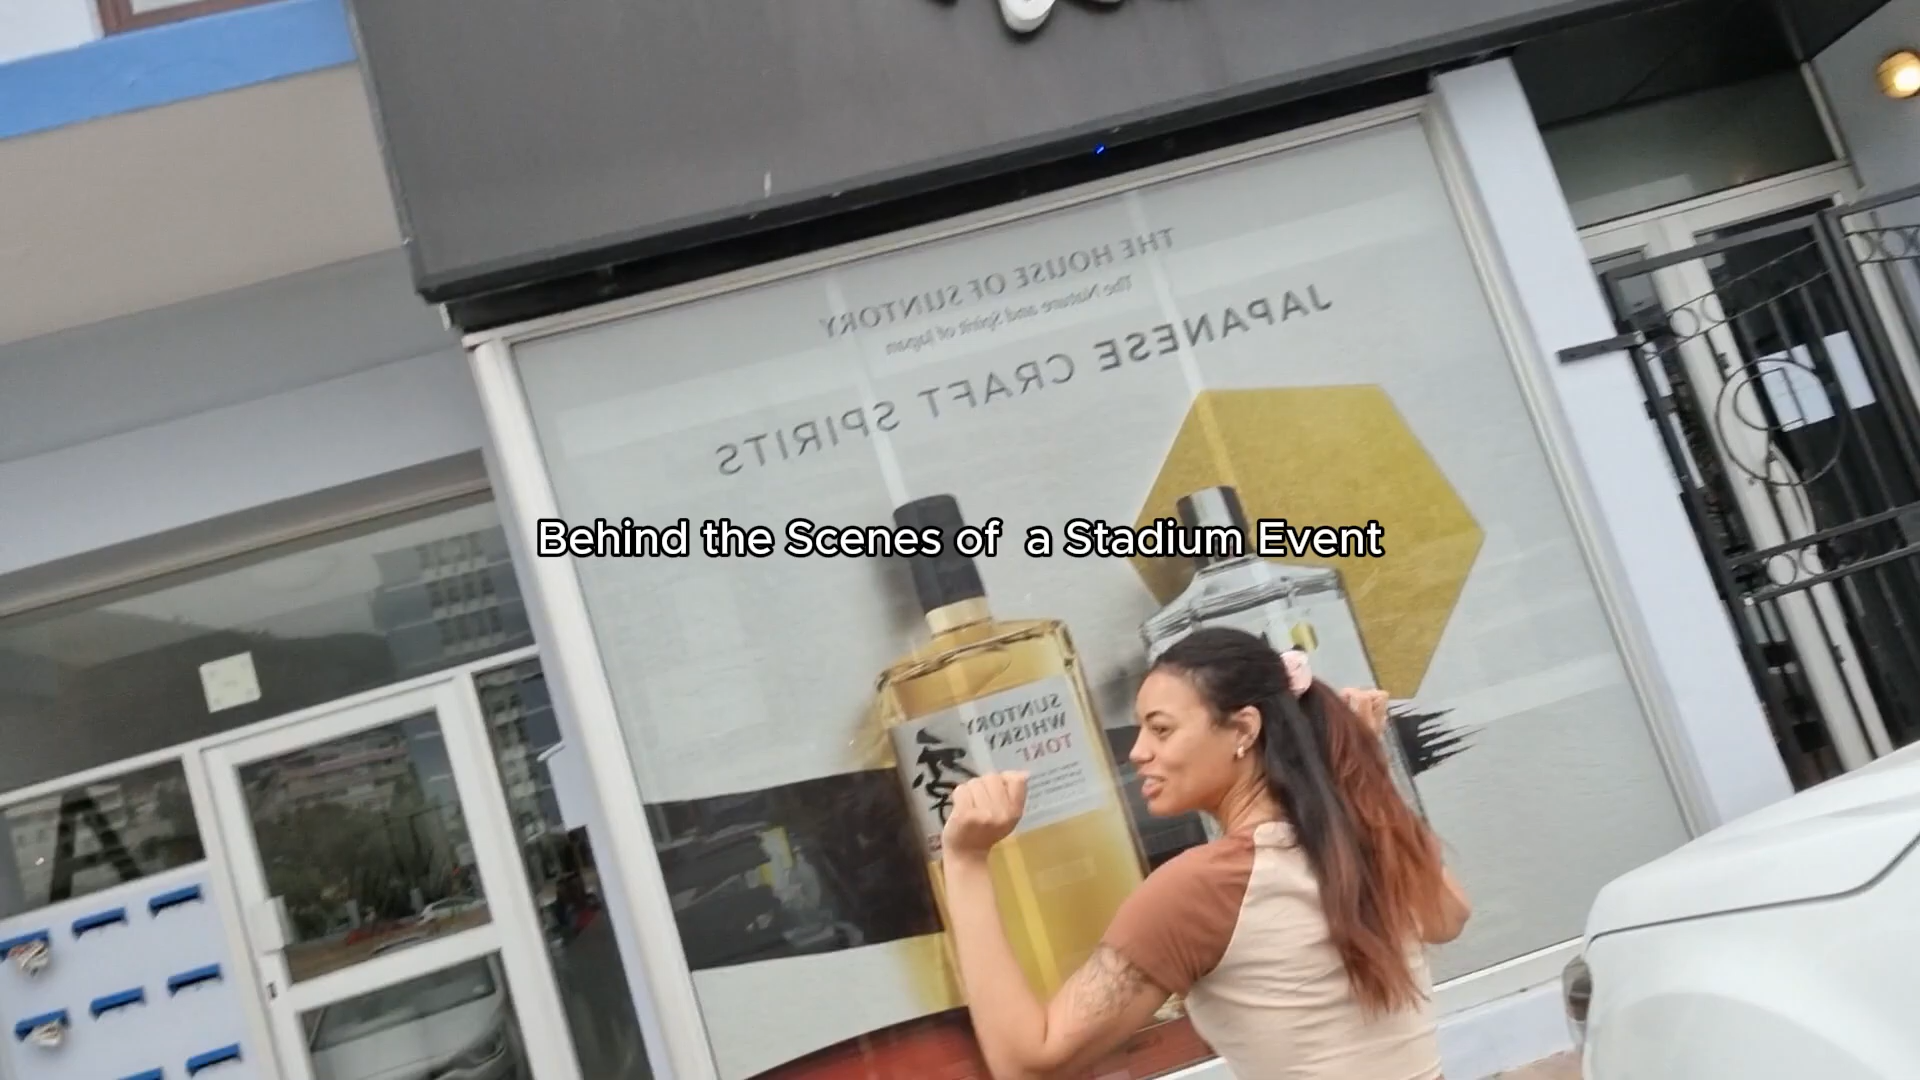 THE HOUSE OF SUNTORY
The Nature and Spirit of Japan
JAPANESE CRAFT SPIRITS
Behind the Scenes of  a Stadium Event
SUNTORY
WHISKY
TOKI
A